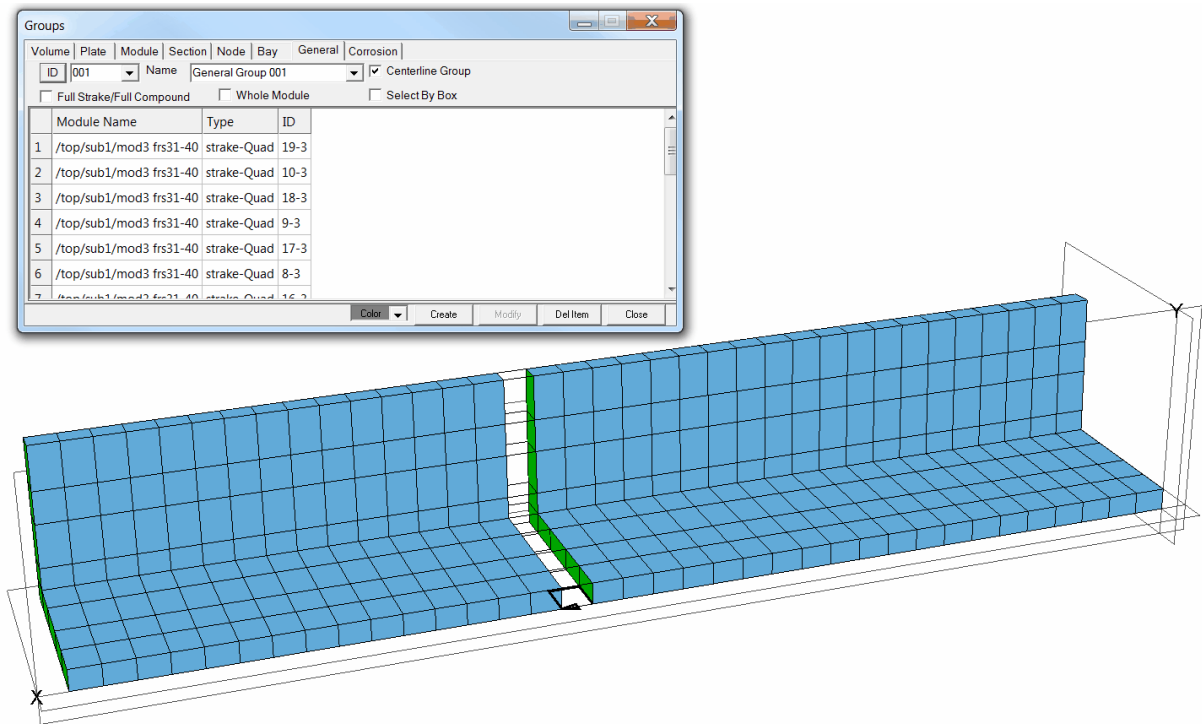 Groups
Volume Plate Module Section Node Bay General Corrosion
ID 001 Name General Group 001 Centerline Group
Full Strake/Full Compound Whole Module Select By Box
Module Name Type ID
1 /top/sub1/mod3 frs31-40 strake-Quad 19-3
2 /top/sub1/mod3 frs31-40 strake-Quad 10-3
3 /top/sub1/mod3 frs31-40 strake-Quad 18-3
4 /top/sub1/mod3 frs31-40 strake-Quad 9-3
5 /top/sub1/mod3 frs31-40 strake-Quad 17-3
6 /top/sub1/mod3 frs31-40 strake-Quad 8-3
Color Create Modify Del Item Close
Y
X